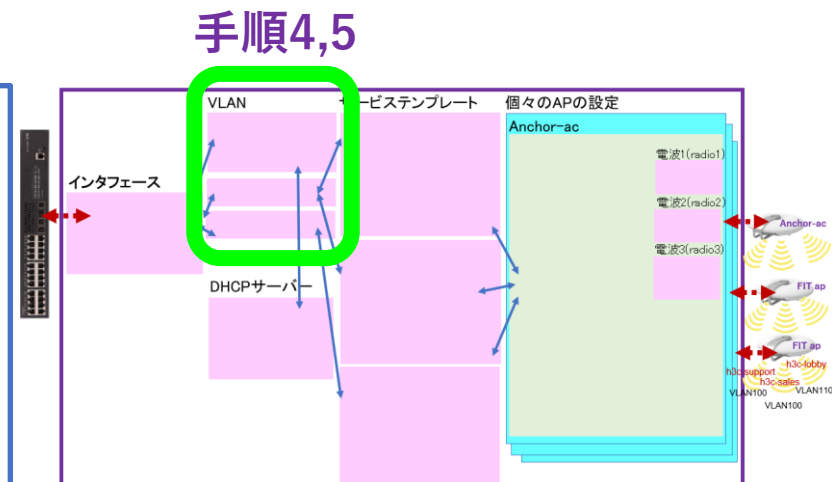 手順4,5
VLAN
サービステンプレート
個々のAPの設定
Anchor-ac
インタフェース
電波1(radio1)
電波2(radio2)
電波3(radio3)
DHCPサーバー
Anchor-ac
FIT ap
FIT ap
h3c-lobby
h3c-support
h3c-sales
VLAN100
VLAN110
VLAN100